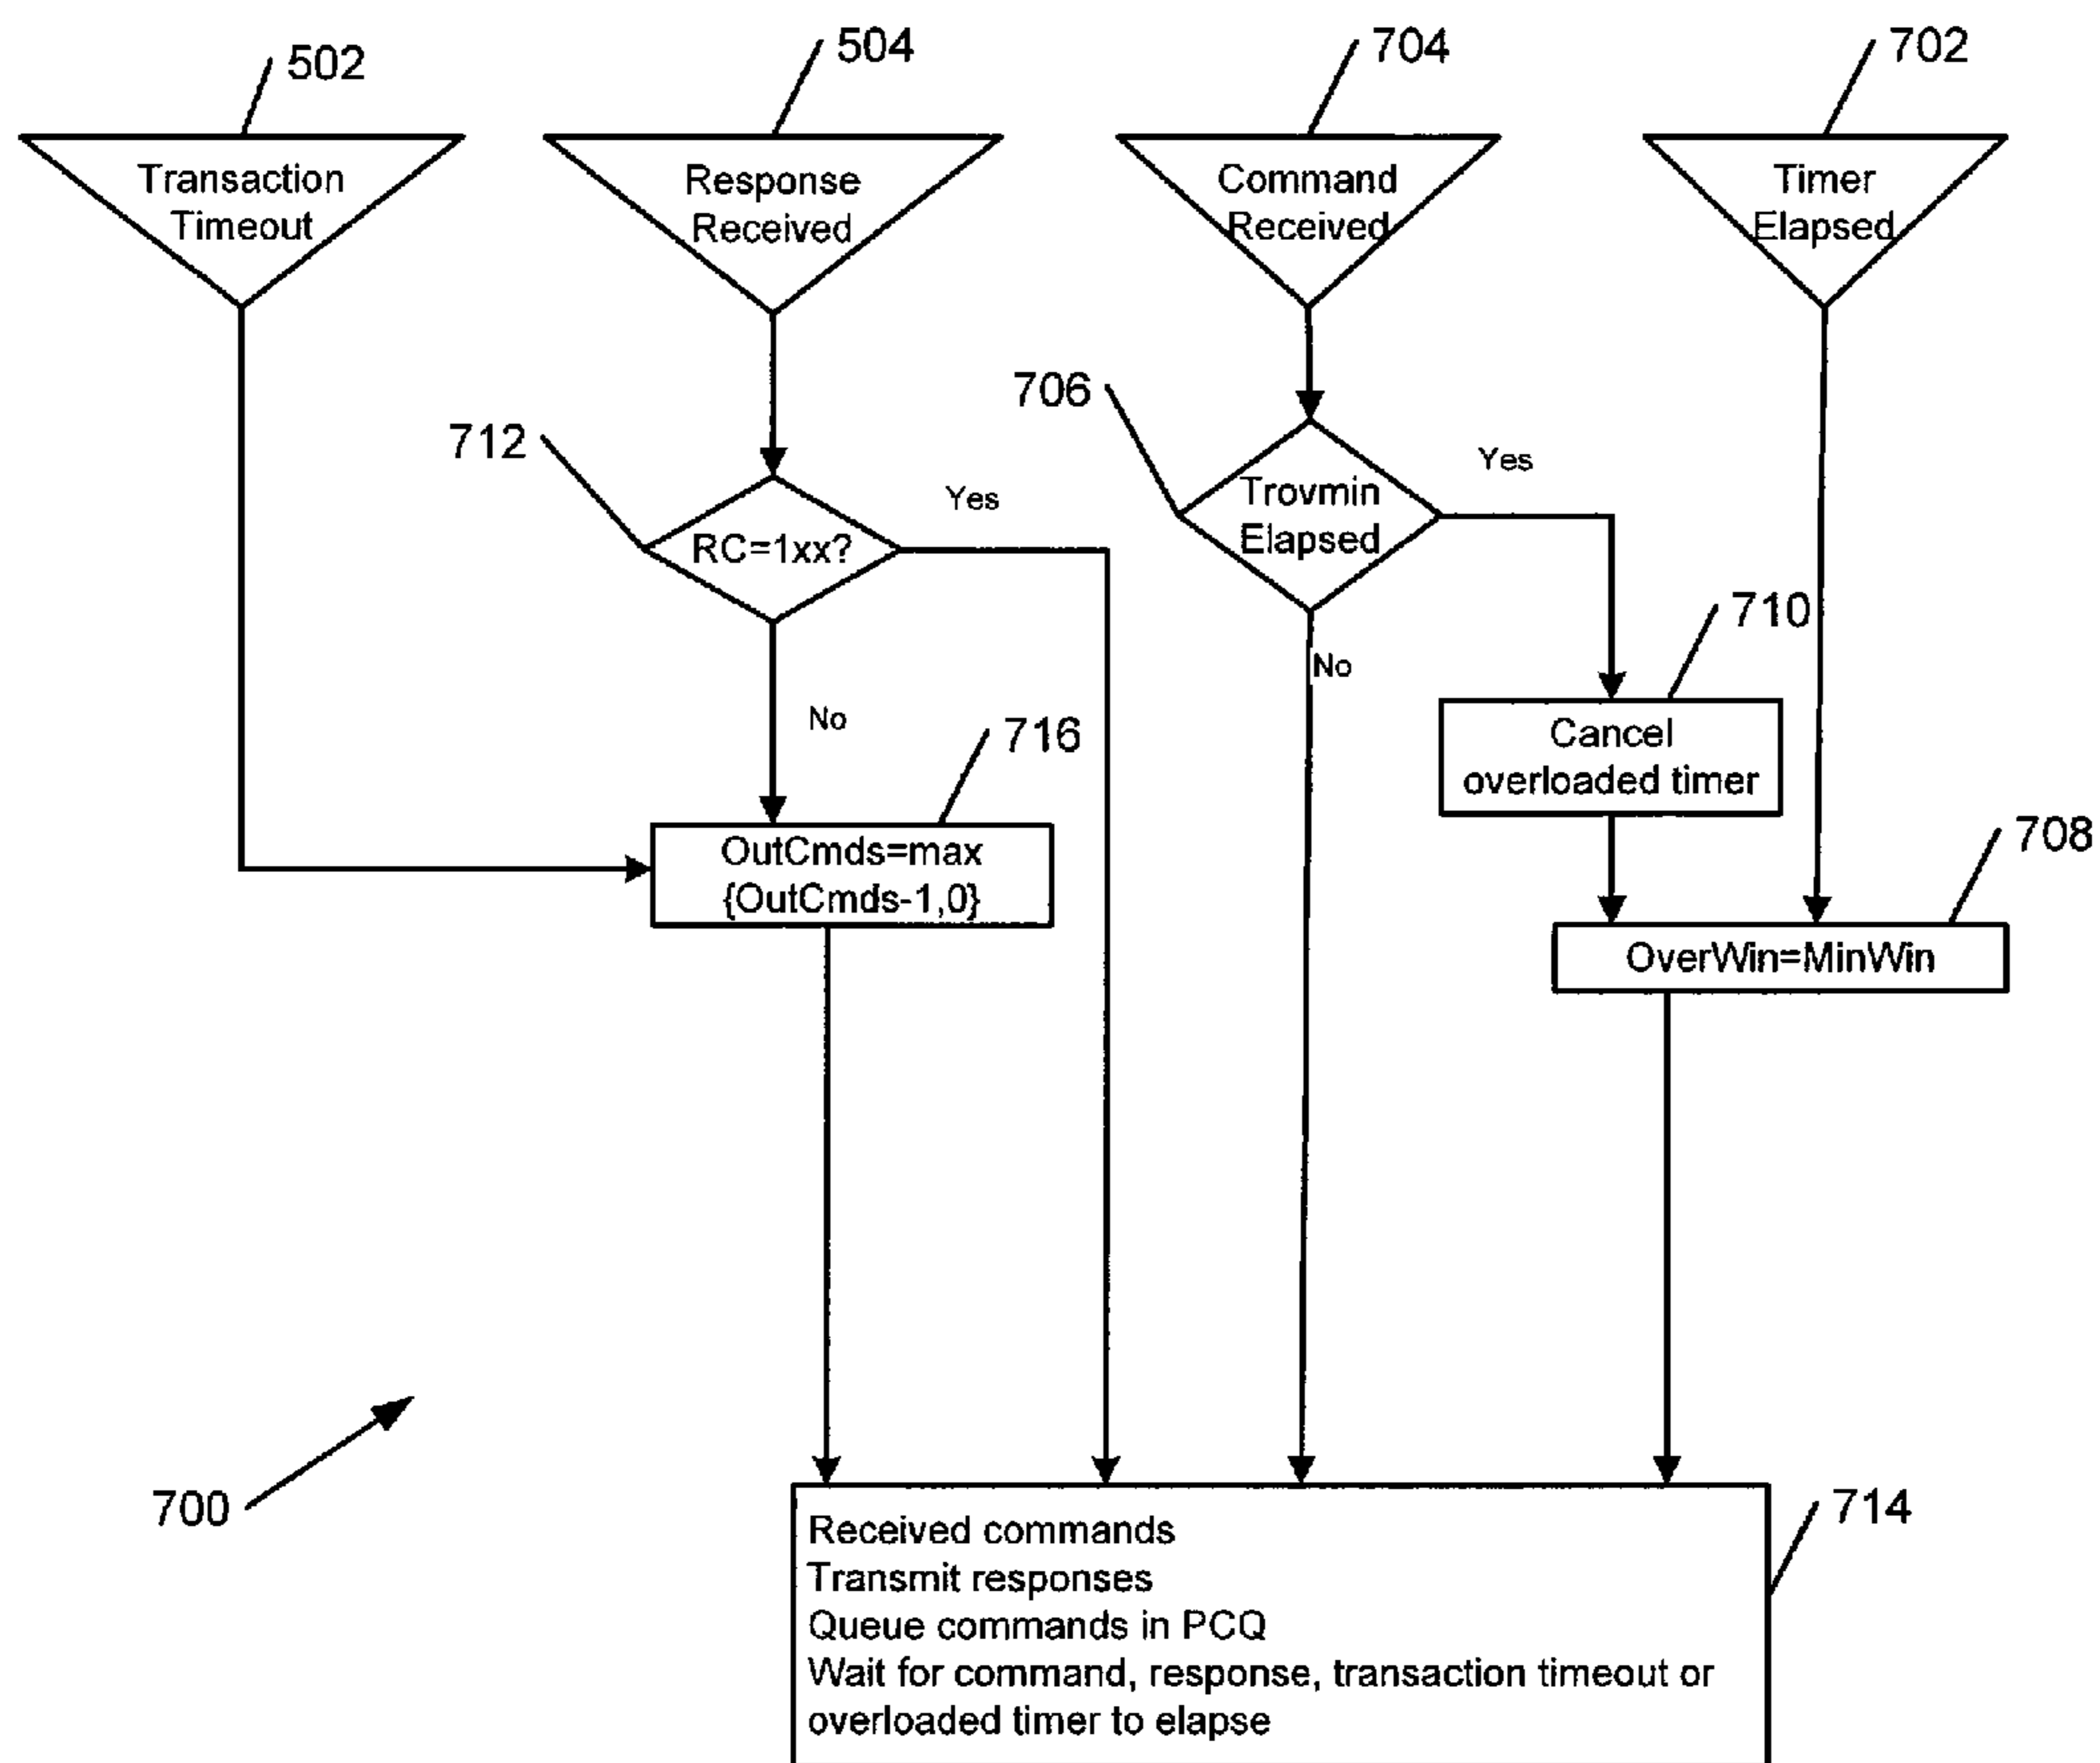 502
504
704
702
Transaction
Timeout
Response
Received
Command
Received
Timer
Elapsed
706
712
Yes
Yes
Trovmin
Elapsed
RC=1xx?
710
No
No
716
Cancel
overloaded timer
708
OutCmds=max
{OutCmds-1,0}
OverWin=MinWin
700
714
Received commands
Transmit responses
Queue commands in PCQ
Wait for command, response, transaction timeout or
overloaded timer to elapse